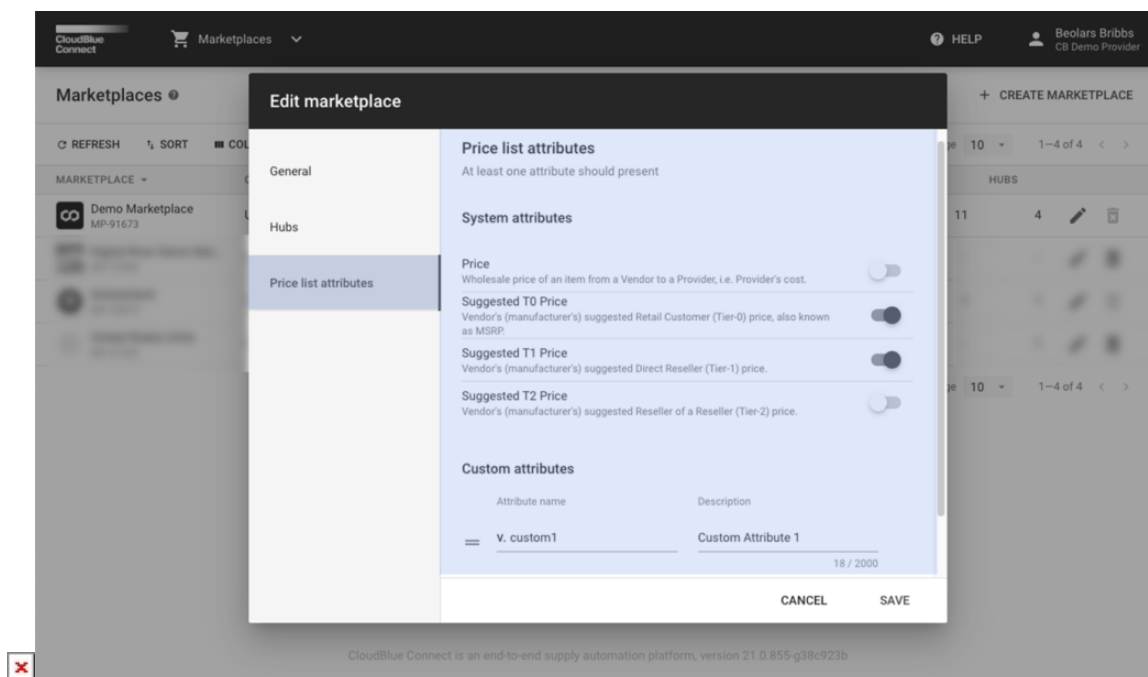 CloudBlue
Connect
Marketplaces
HELP
Beolars Bribbs
CB Demo Provider
Marketplaces
CREATE MARKETPLACE
REFRESH
SORT
10
1–4 of 4
MARKETPLACE
HUBS
Demo Marketplace
MP-91673
11
4
Edit marketplace
General
Hubs
Price list attributes
Price list attributes
At least one attribute should present
System attributes
Price
Wholesale price of an item from a Vendor to a Provider, i.e. Provider's cost.
Suggested T0 Price
Vendor's (manufacturer's) suggested Retail Customer (Tier-0) price, also known
as MSRP.
Suggested T1 Price
Vendor's (manufacturer's) suggested Direct Reseller (Tier-1) price.
Suggested T2 Price
Vendor's (manufacturer's) suggested Reseller of a Reseller (Tier-2) price.
Custom attributes
Attribute name
Description
v. custom1
Custom Attribute 1
18 / 2000
CANCEL
SAVE
10
1–4 of 4
CloudBlue Connect is an end-to-end supply automation platform, version 21.0.855-g38c923b